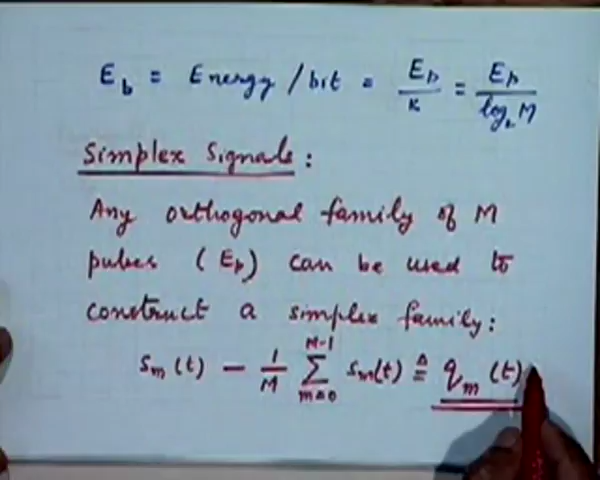 E_b = Energy/bit = E_p/K = E_p/log_2 M
Simplex Signals:
Any orthogonal family of M
pulses (E_p) can be used to
construct a simplex family:
s_m(t) - 1/M ∑_{m=0}^{M-1} s_m(t) ≜ q_m(t)